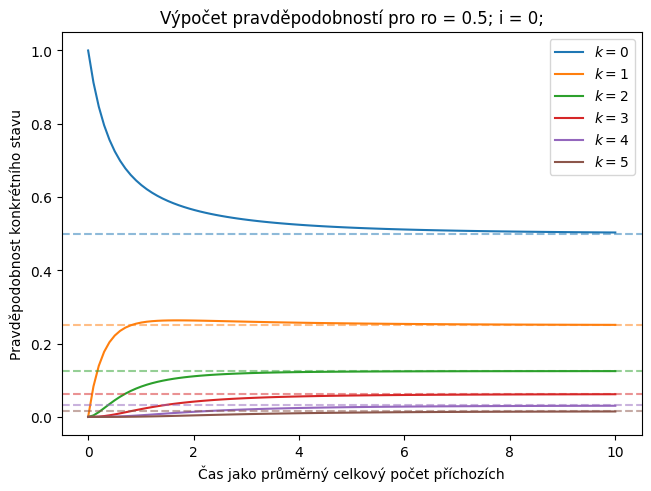 Výpočet pravděpodobností pro ro = 0.5; i = 0;
Pravděpodobnost konkrétního stavu
1.0
0.8
0.6
0.4
0.2
0.0
k = 0
k = 1
k = 2
k = 3
k = 4
k = 5
0 2 4 6 8 10
Čas jako průměrný celkový počet příchozích